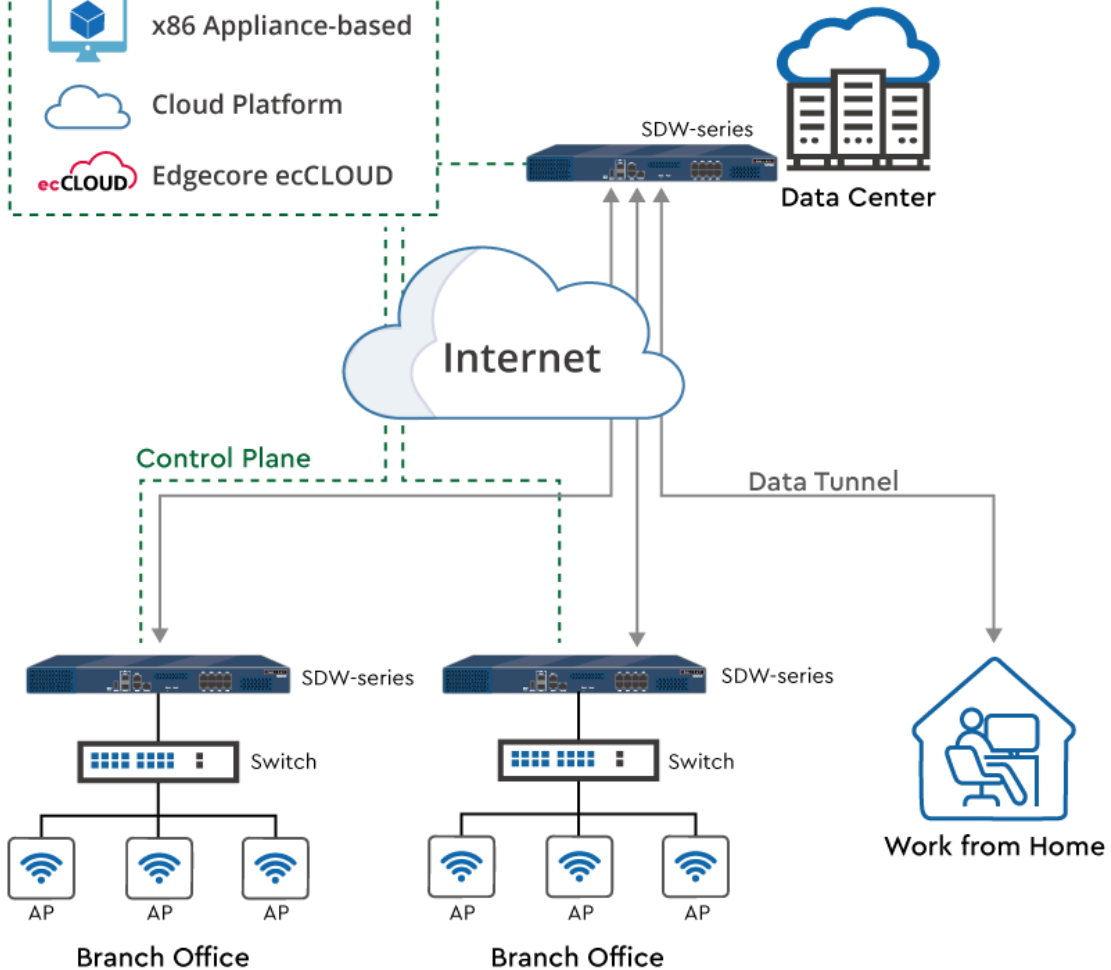 x86 Appliance-based
Cloud Platform
ecCLOUD
Edgecore ecCLOUD
SDW-series
Data Center
Internet
Control Plane
Data Tunnel
SDW-series
SDW-series
Switch
Switch
Work from Home
AP
AP
AP
AP
AP
AP
Branch Office
Branch Office